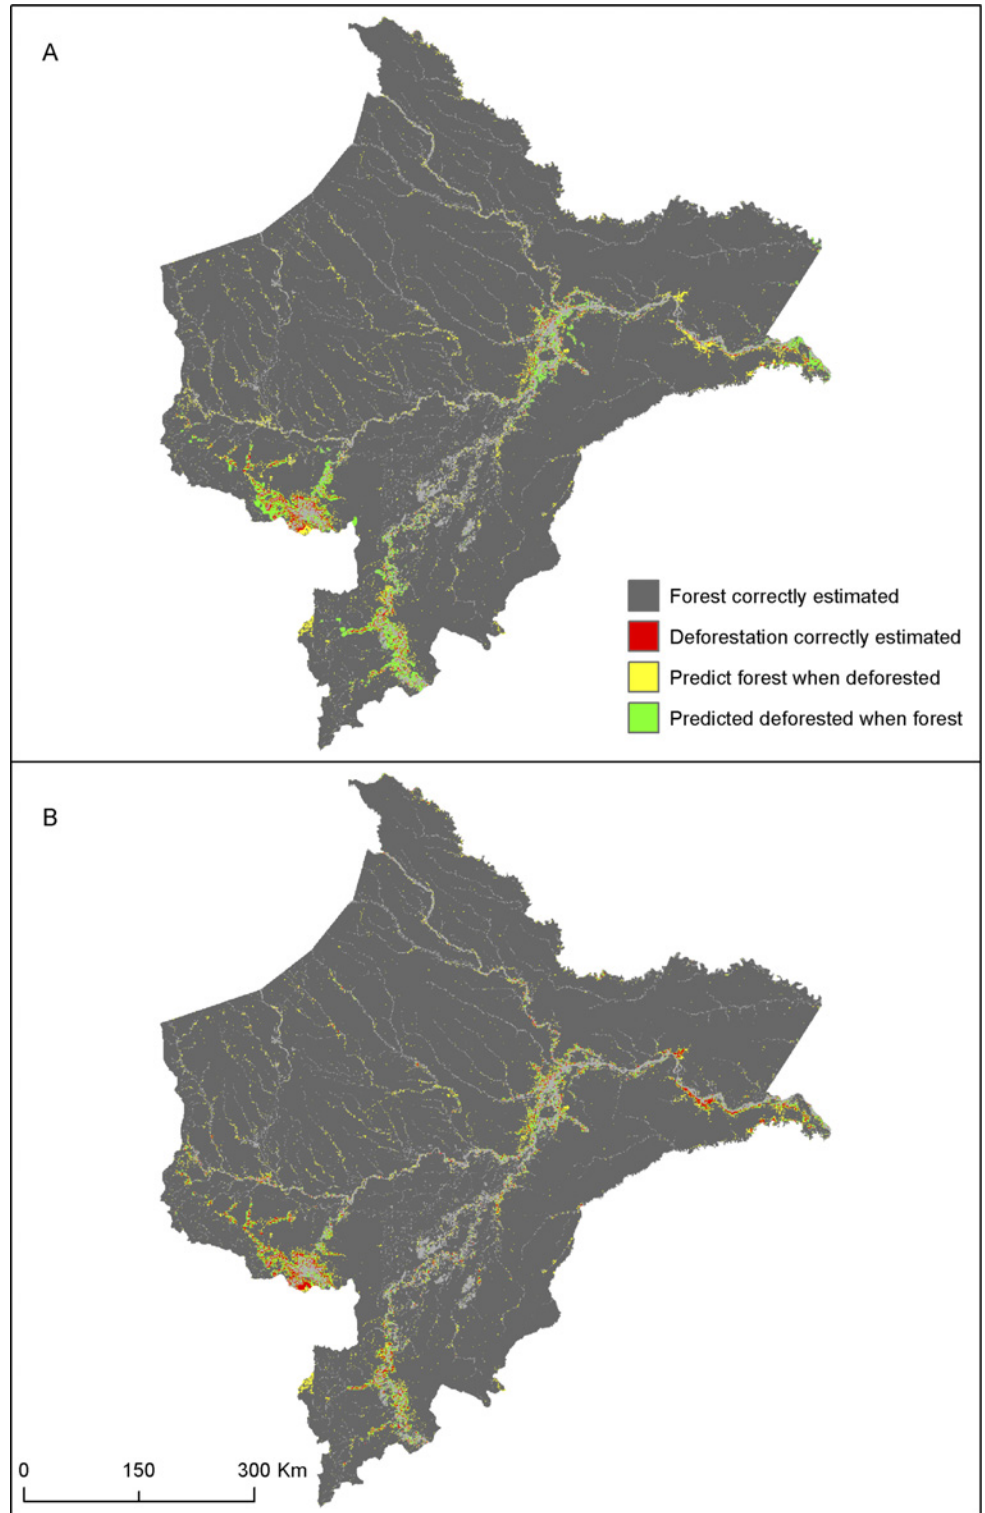 A
Forest correctly estimated
Deforestation correctly estimated
Predict forest when deforested
Predicted deforested when forest
B
0 150 300 Km